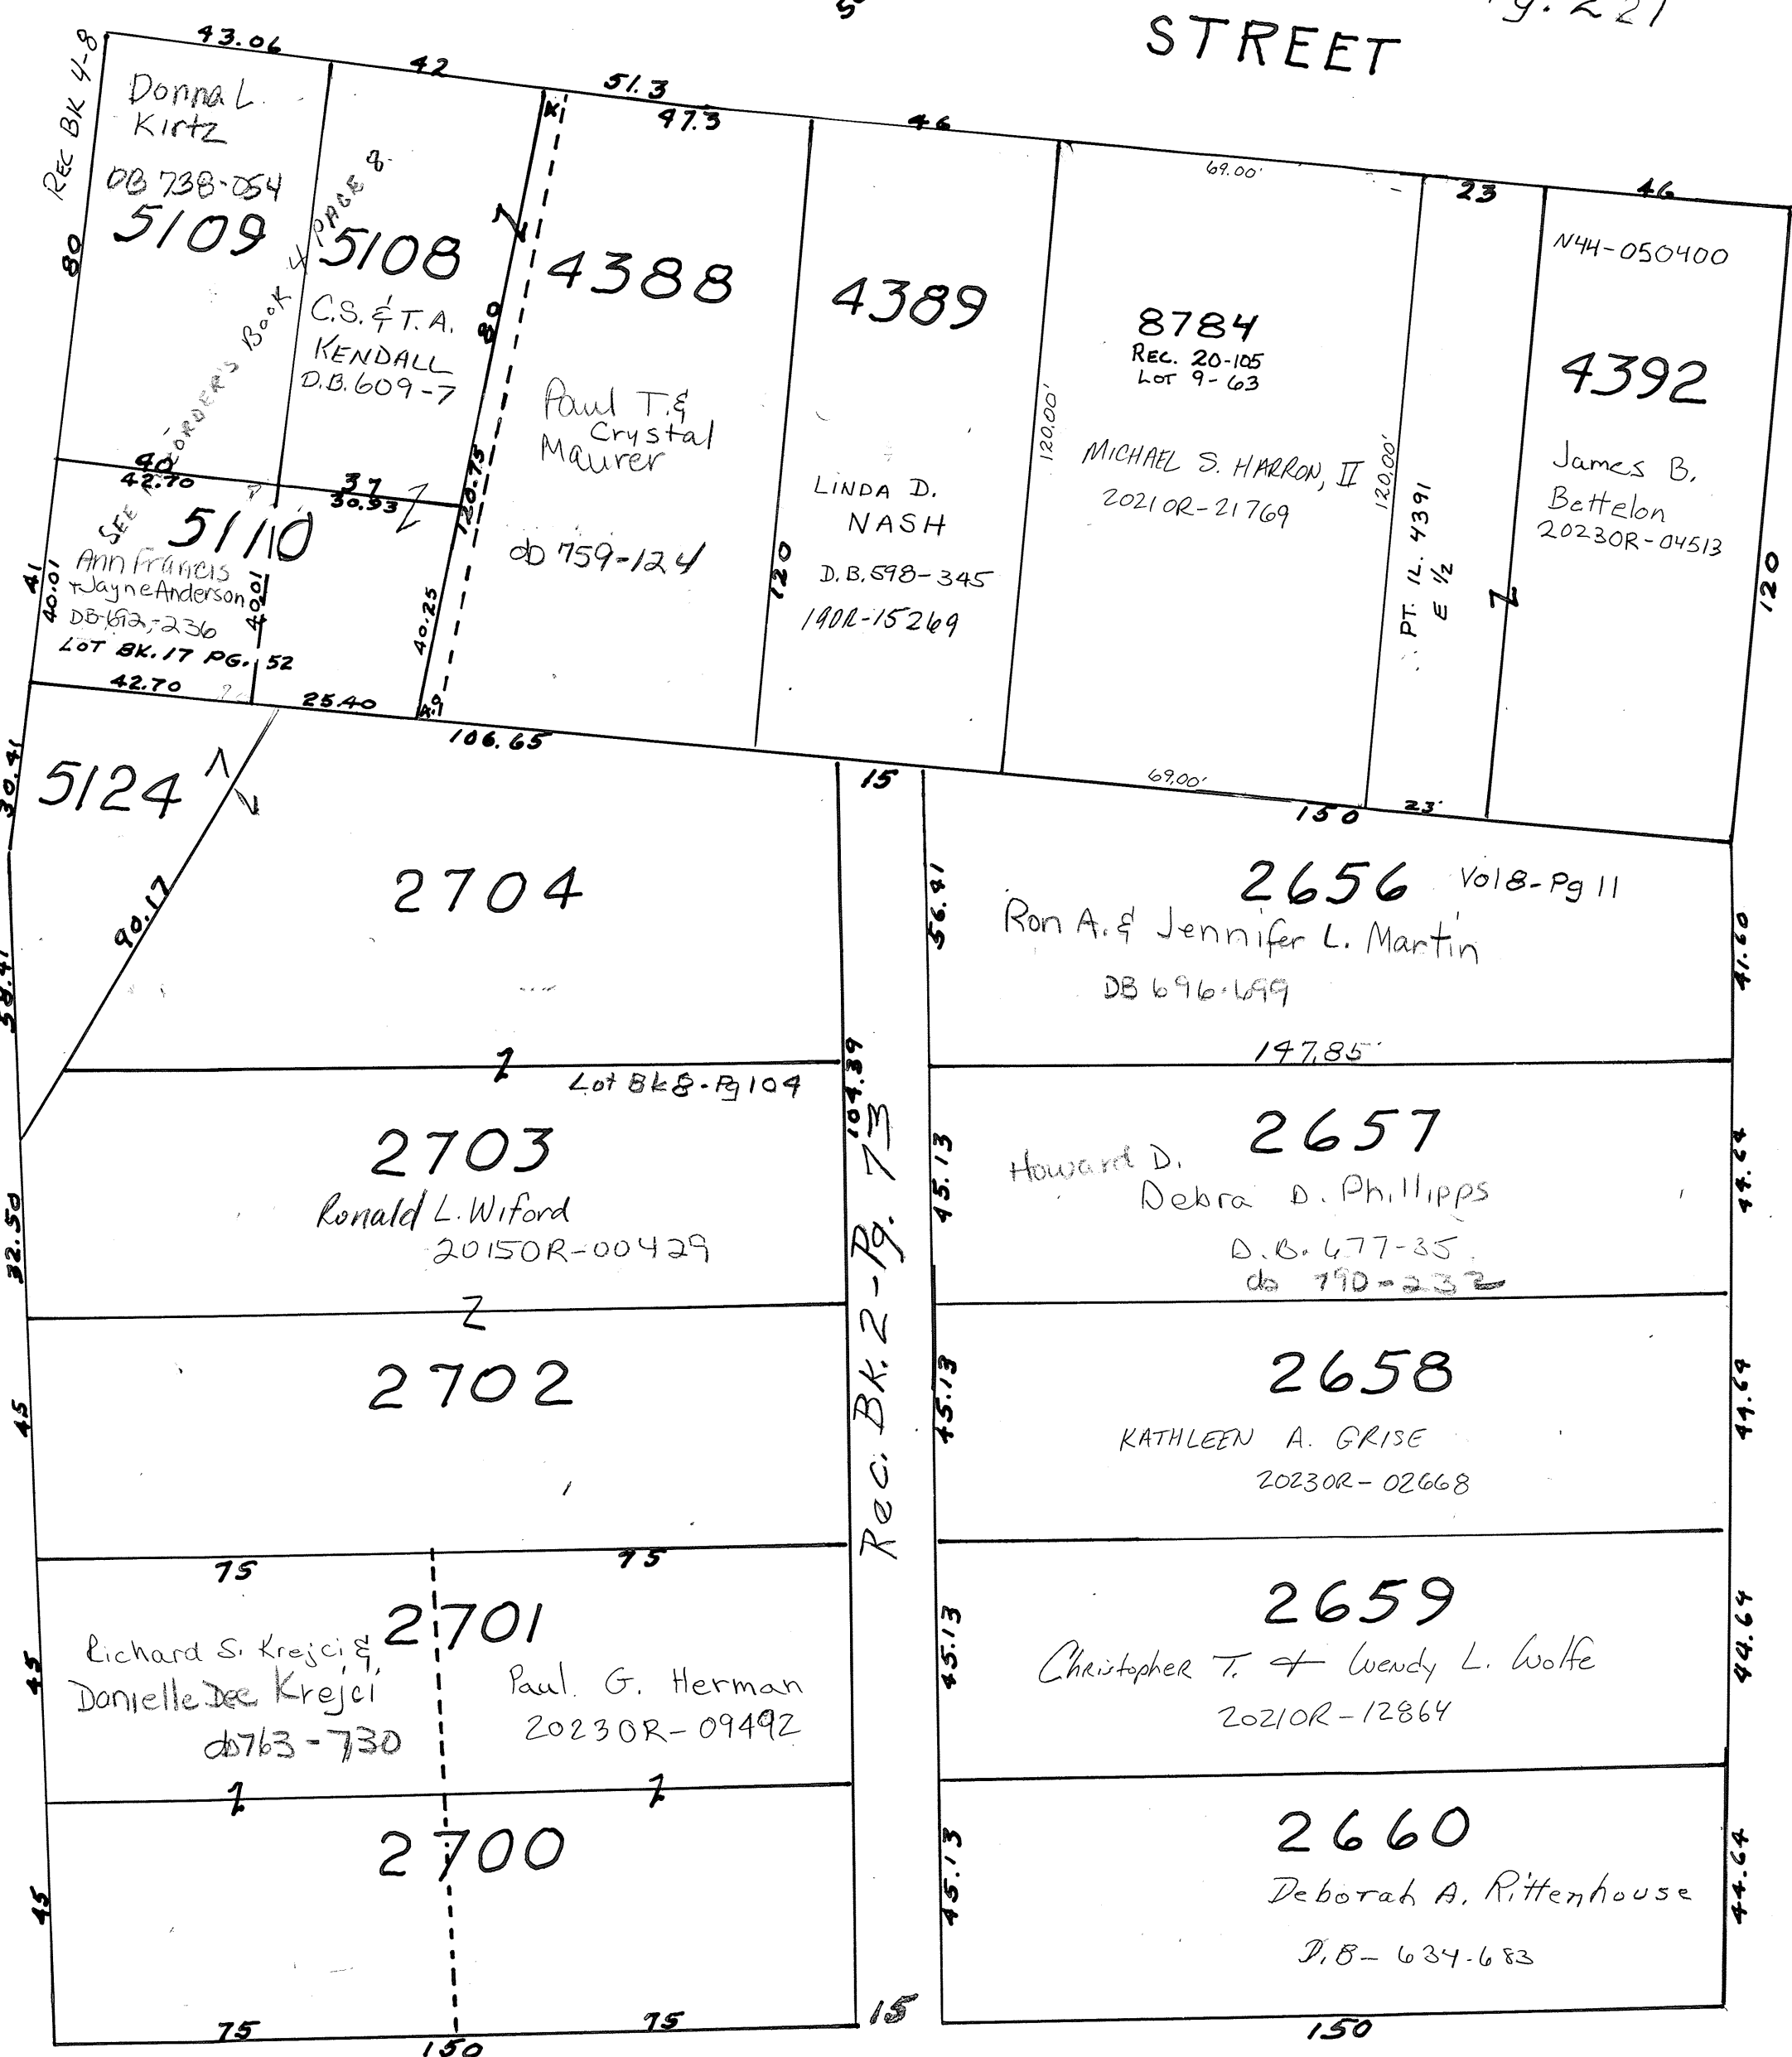 STREET
REC BK 4-8
43.06
42
51.3
47.3
46
69.00'
23
46
Donna L.
Kirtz
DB 738-054
5109
80
SEE RECORDER'S BOOK 4 PAGE 8
5108
C.S. & T.A.
KENDALL
D.B. 609-7
80
4388
Paul T. &
Crystal
Maurer
db 759-124
120.75
4389
LINDA D.
NASH
D.B. 598-345
190R-15269
120
8784
REC. 20-105
LOT 9-63
MICHAEL S. HARRON, II
2021OR-21769
120.00'
120.00'
PT. IL. 4391
E 1/2
N44-050400
4392
James B.
Bettelon
2023OR-04513
120
40
42.70
37
30.93
5110
Ann Francis
+ Jayne Anderson
DB-692-236
LOT BK. 17 PG. 52
41
40.01
40.01
40.25
42.70
25.40
106.65
15
69.00'
150
23'
30.41
5124
90.17
58.41
2704
56.41
2656 Vol 8-Pg 11
Ron A. & Jennifer L. Martin
DB 696-699
41.60
147.85'
Lot Bk 8-Pg 104
104.39
2703
Ronald L. Wiford
2015OR-00429
32.50
Rec. Bk. 2-Pg. 73
45.13
2657
Howard D.
Debra D. Phillipps
D.B. 677-35
db 790-232
44.64
2702
45
45.13
2658
KATHLEEN A. GRISE
2023OR-02668
44.64
75
75
2701
Richard S. Krejci &
Danielle Dee Krejci
db763-730
Paul G. Herman
2023OR-09492
45
45.13
2659
Christopher T. + Wendy L. Wolfe
2021OR-12864
44.64
2700
45
45.13
2660
Deborah A. Rittenhouse
D.B- 634-683
44.64
75
75
150
15
150